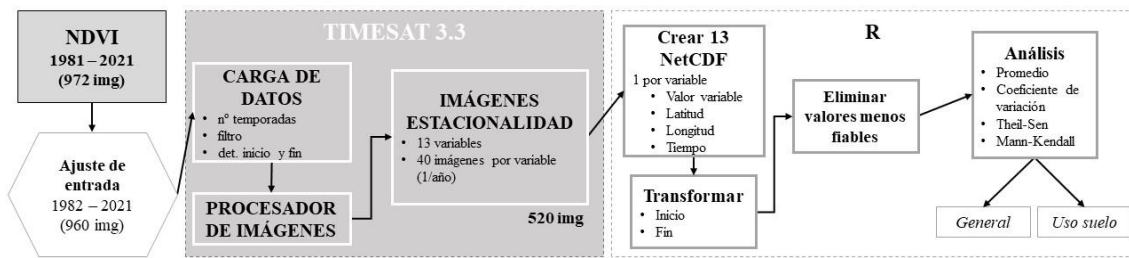 NDVI
1981 – 2021
(972 img)
Ajuste de
entrada
1982 – 2021
(960 img)
TIMESAT 3.3
CARGA DE
DATOS
• nº temporadas
• filtro
• det. inicio y fin
PROCESADOR
DE IMÁGENES
IMÁGENES
ESTACIONALIDAD
• 13 variables
• 40 imágenes por variable
(1/año)
520 img
R
Crear 13
NetCDF
1 por variable
• Valor variable
• Latitud
• Longitud
• Tiempo
Transformar
• Inicio
• Fin
Eliminar
valores menos
fiables
Análisis
• Promedio
• Coeficiente de
variación
• Theil-Sen
• Mann-Kendall
General
Uso suelo